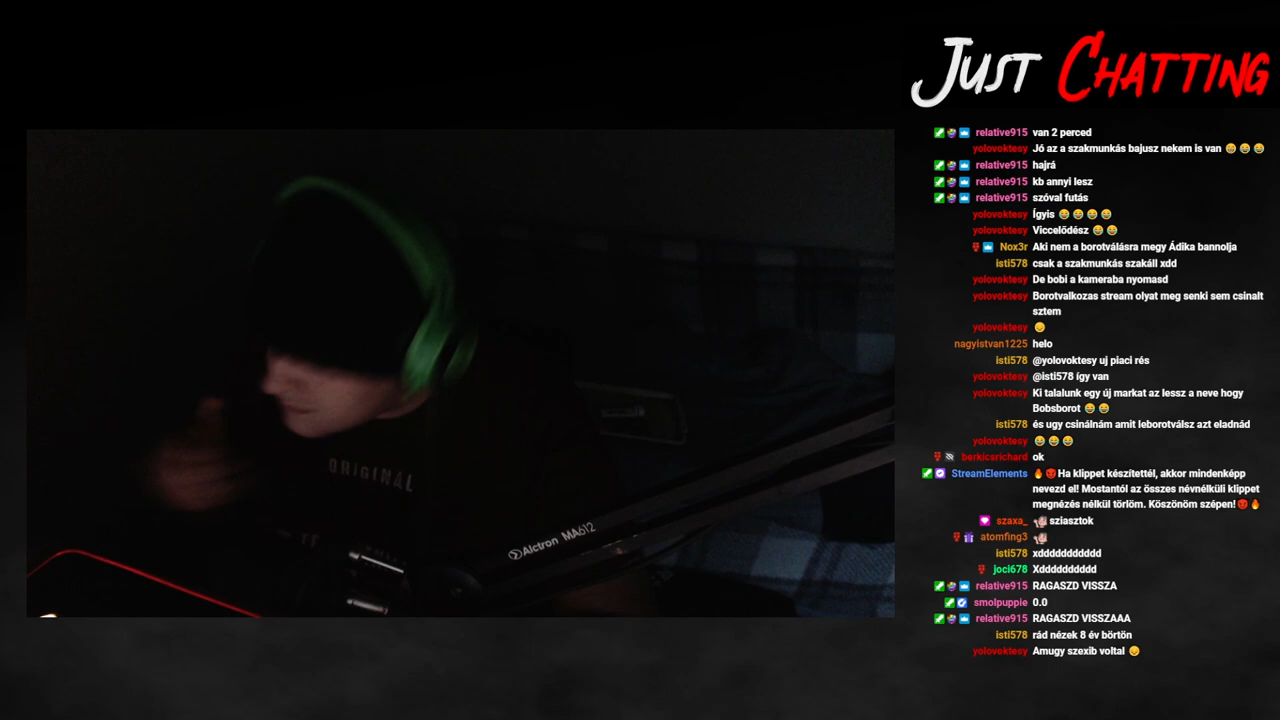 Just Chatting
relative915 van 2 perced
yolovoktesy Jó az a szakmunkás bajusz nekem is van 😂 😂 😂
relative915 hajrá
relative915 kb annyi lesz
relative915 szóval futás
yolovoktesy Ígyis 😂 😂 😂 😂
yolovoktesy Viccelődész 😂 😂
Nox3r Aki nem a borotválásra megy Ádika bannolja
isti578 csak a szakmunkás szakáll xdd
yolovoktesy De bobi a kameraba nyomasd
yolovoktesy Borotvalkozas stream olyat meg senki sem csinalt
sztem
yolovoktesy 😏
nagyistvan1225 helo
isti578 @yolovoktesy uj piaci rés
yolovoktesy @isti578 így van
yolovoktesy Ki talalunk egy új markat az lessz a neve hogy
Bobsborot 😂 😂
isti578 és ugy csinálnám amit leborotválsz azt eladnád
yolovoktesy 😂 😂 😂
berkicsrichard ok
StreamElements 🔥😡Ha klippet készítettél, akkor mindenképp
nevezd el! Mostantól az összes névnélküli klippet
megnézés nélkül törlöm. Köszönöm szépen!😡🔥
szaxa_ sziasztok
atomfing3
isti578 xddddddddddd
joci678 Xdddddddddd
relative915 RAGASZD VISSZA
smolpuppie 0.0
relative915 RAGASZD VISSZAAA
isti578 rád nézek 8 év börtön
yolovoktesy Amugy szexib voltal 😏
ORIGINAL
Alctron MA612